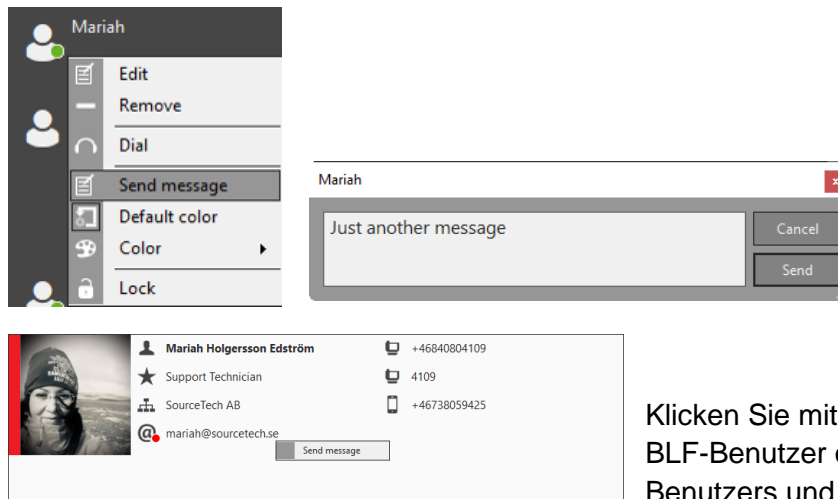 Mariah
Edit
Remove
Dial
Send message
Default color
Color
Lock
Mariah
x
Just another message
Cancel
Send
Mariah Holgersson Edström
+46840804109
Support Technician
4109
SourceTech AB
+46738059425
mariah@sourcetech.se
Send message
Klicken Sie mit
BLF-Benutzer
Benutzers und